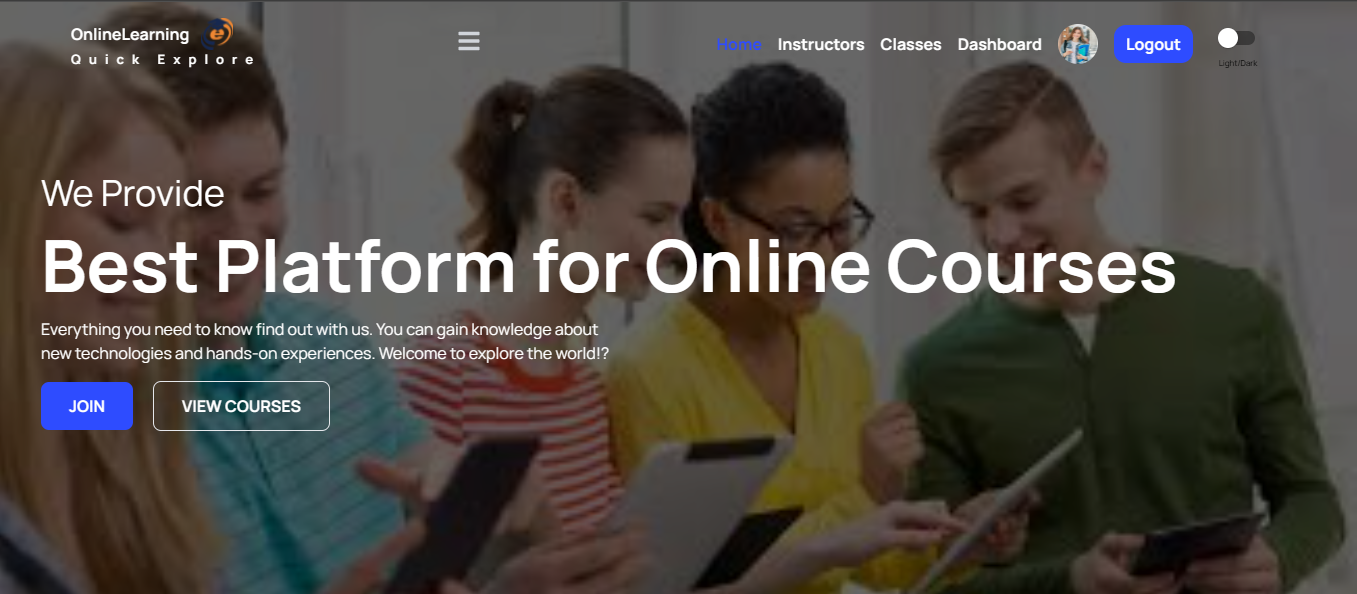 OnlineLearning e
Quick Explore
Home Instructors Classes Dashboard Logout
Light/Dark
We Provide
Best Platform for Online Courses
Everything you need to know find out with us. You can gain knowledge about
new technologies and hands-on experiences. Welcome to explore the world!?
JOIN VIEW COURSES